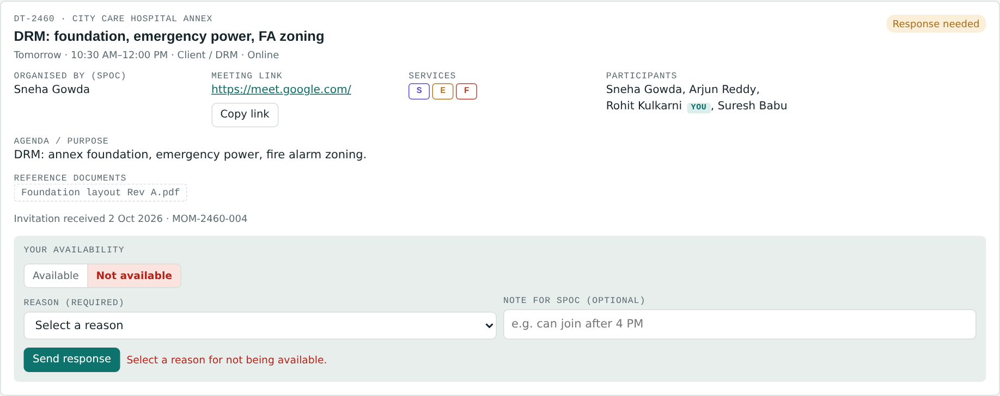 DT-2460 · CITY CARE HOSPITAL ANNEX
Response needed
DRM: foundation, emergency power, FA zoning
Tomorrow · 10:30 AM–12:00 PM · Client / DRM · Online
ORGANISED BY (SPOC)
Sneha Gowda
MEETING LINK
https://meet.google.com/
Copy link
SERVICES
S E F
PARTICIPANTS
Sneha Gowda, Arjun Reddy,
Rohit Kulkarni YOU, Suresh Babu
AGENDA / PURPOSE
DRM: annex foundation, emergency power, fire alarm zoning.
REFERENCE DOCUMENTS
Foundation layout Rev A.pdf
Invitation received 2 Oct 2026 · MOM-2460-004
YOUR AVAILABILITY
Available Not available
REASON (REQUIRED)
Select a reason
NOTE FOR SPOC (OPTIONAL)
e.g. can join after 4 PM
Send response Select a reason for not being available.